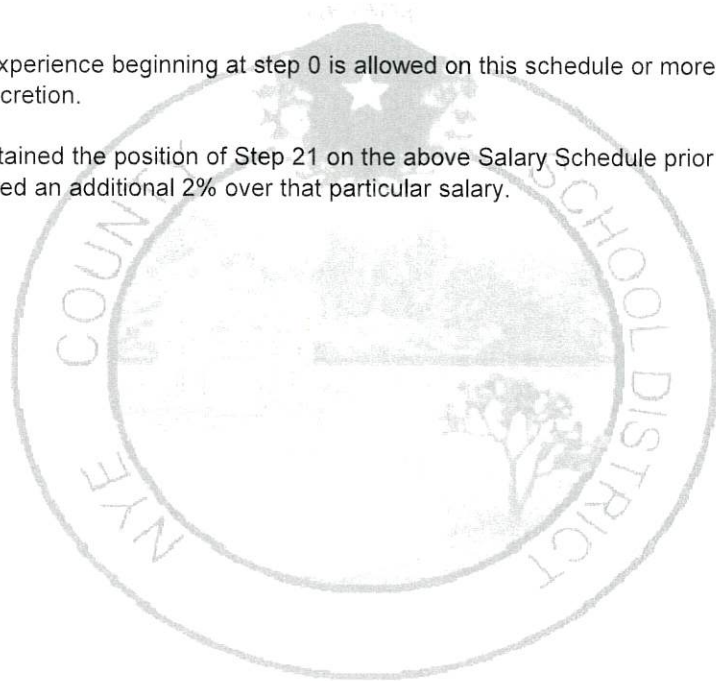 xperience beginning at step 0 is allowed on this schedule or more
cretion.
tained the position of Step 21 on the above Salary Schedule prior
ed an additional 2% over that particular salary.
NYE COUNTY SCHOOL DISTRICT